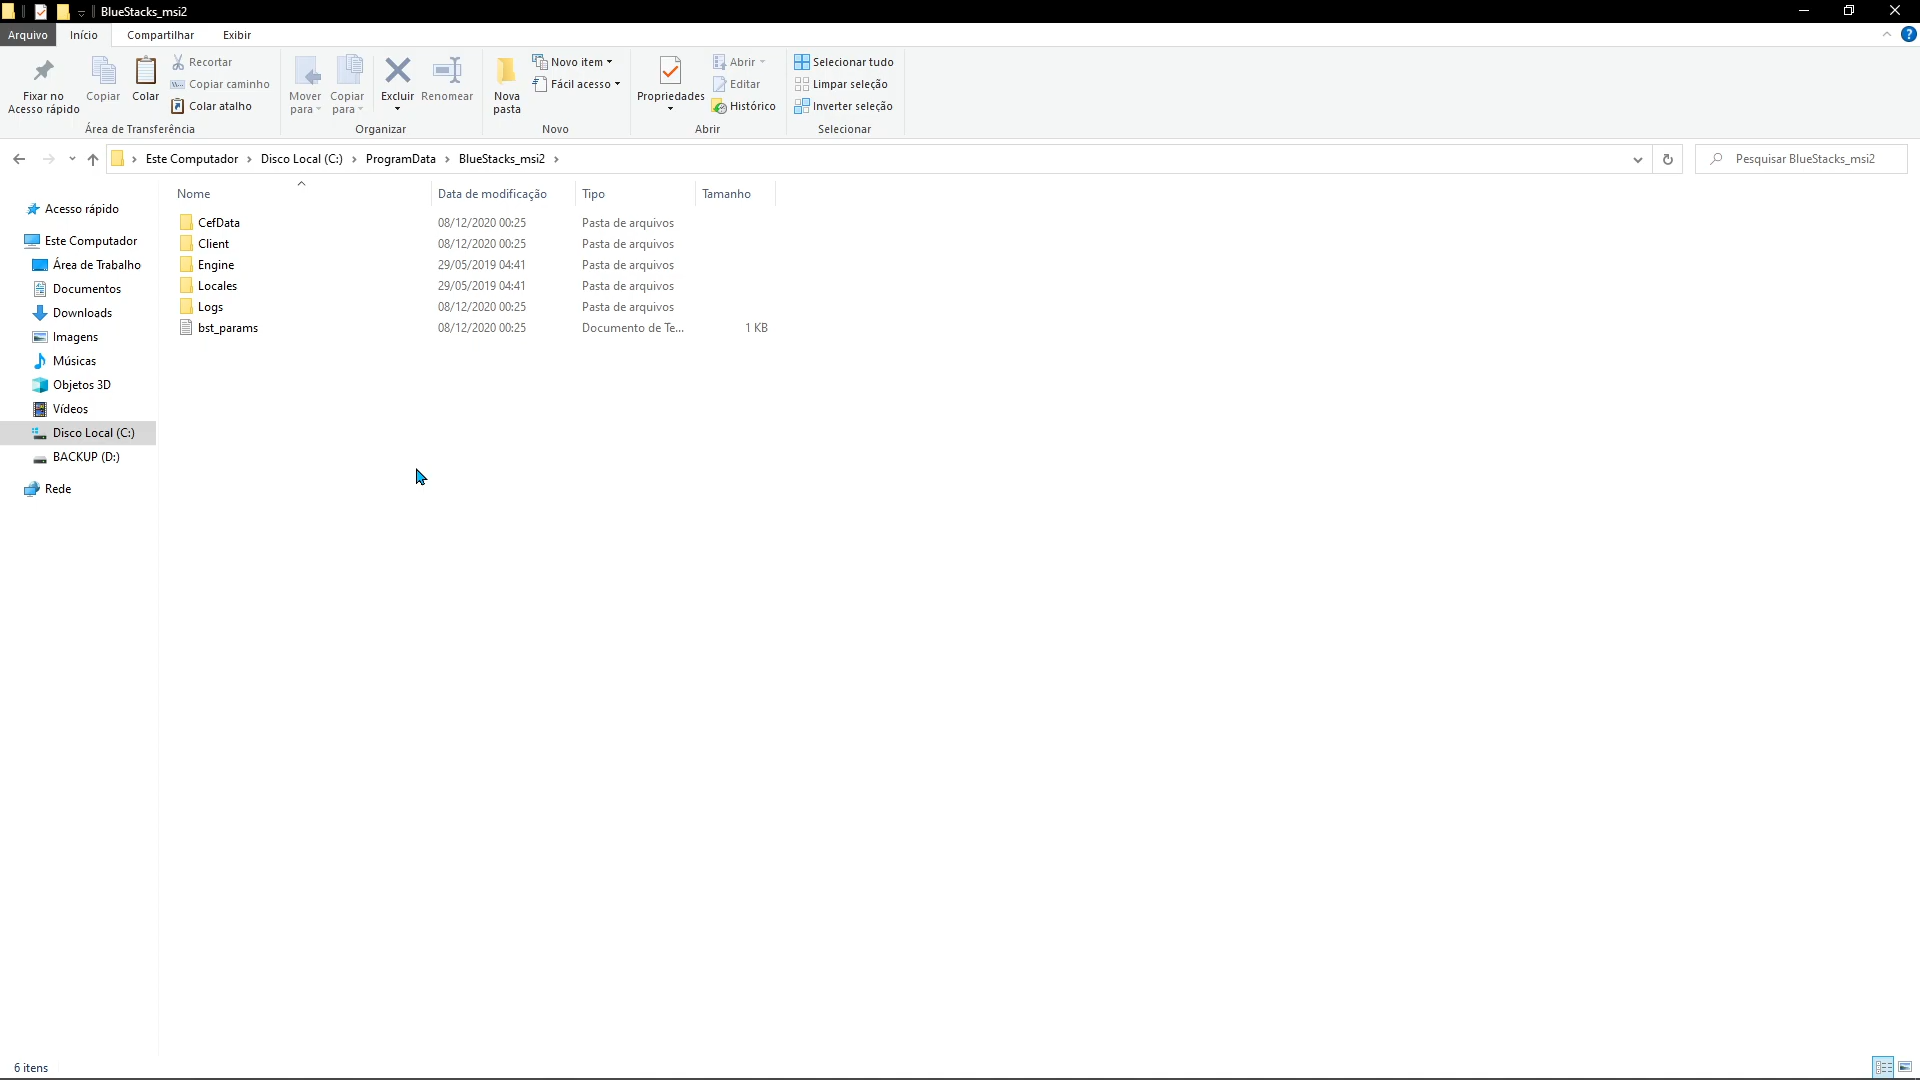 BlueStacks_msi2
Arquivo Início Compartilhar Exibir
Fixar no Acesso rápido
Copiar
Colar
Recortar
Copiar caminho
Colar atalho
Área de Transferência
Mover para
Copiar para
Excluir
Renomear
Organizar
Nova pasta
Novo item
Fácil acesso
Novo
Propriedades
Abrir
Editar
Histórico
Abrir
Selecionar tudo
Limpar seleção
Inverter seleção
Selecionar
Este Computador Disco Local (C:) ProgramData BlueStacks_msi2
Pesquisar BlueStacks_msi2
Acesso rápido
Este Computador
Área de Trabalho
Documentos
Downloads
Imagens
Músicas
Objetos 3D
Vídeos
Disco Local (C:)
BACKUP (D:)
Rede
Nome Data de modificação Tipo Tamanho
CefData 08/12/2020 00:25 Pasta de arquivos
Client 08/12/2020 00:25 Pasta de arquivos
Engine 29/05/2019 04:41 Pasta de arquivos
Locales 29/05/2019 04:41 Pasta de arquivos
Logs 08/12/2020 00:25 Pasta de arquivos
bst_params 08/12/2020 00:25 Documento de Te... 1 KB
6 itens